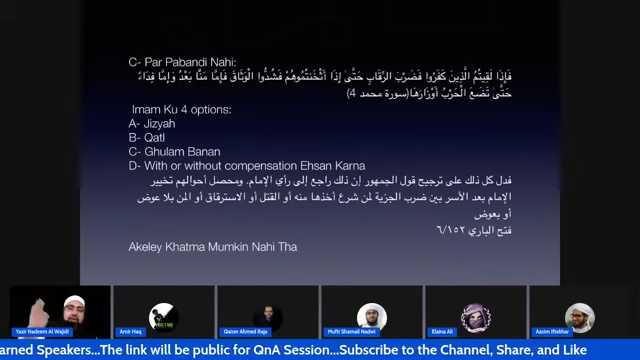 C- Par Pabandi Nahi:
فَإِذَا لَقِيتُمُ الَّذِينَ كَفَرُوا فَضَرْبَ الرِّقَابِ حَتَّىٰ إِذَا أَثْخَنتُمُوهُمْ فَشُدُّوا الْوَثَاقَ فَإِمَّا مَنًّا بَعْدُ وَإِمَّا فِدَاءً
حَتَّىٰ تَضَعَ الْحَرْبُ أَوْزَارَهَا(سورة محمد 4)
Imam Ku 4 options:
A- Jizyah
B- Qatl
C- Ghulam Banan
D- With or without compensation Ehsan Karna
فدل كل ذلك على ترجيح قول الجمهور إن ذلك راجع إلى رأي الإمام. ومحصل أحوالهم تخيير
الإمام بعد الأسر بين ضرب الجزية لمن شرع أخذها منه أو القتل أو الاسترقاق أو المن بلا عوض
أو بعوض
فتح الباري ٦/١٥٢
Akeley Khatma Mumkin Nahi Tha
Yasir Nadeem Al Wajidi
Amir Haq
Qaiser Ahmed Raja
Mufti Shamail Nadwi
Elaina Ali
Aasim Iftekhar
arned Speakers...The link will be public for QnA Session...Subscribe to the Channel, Share, and Like